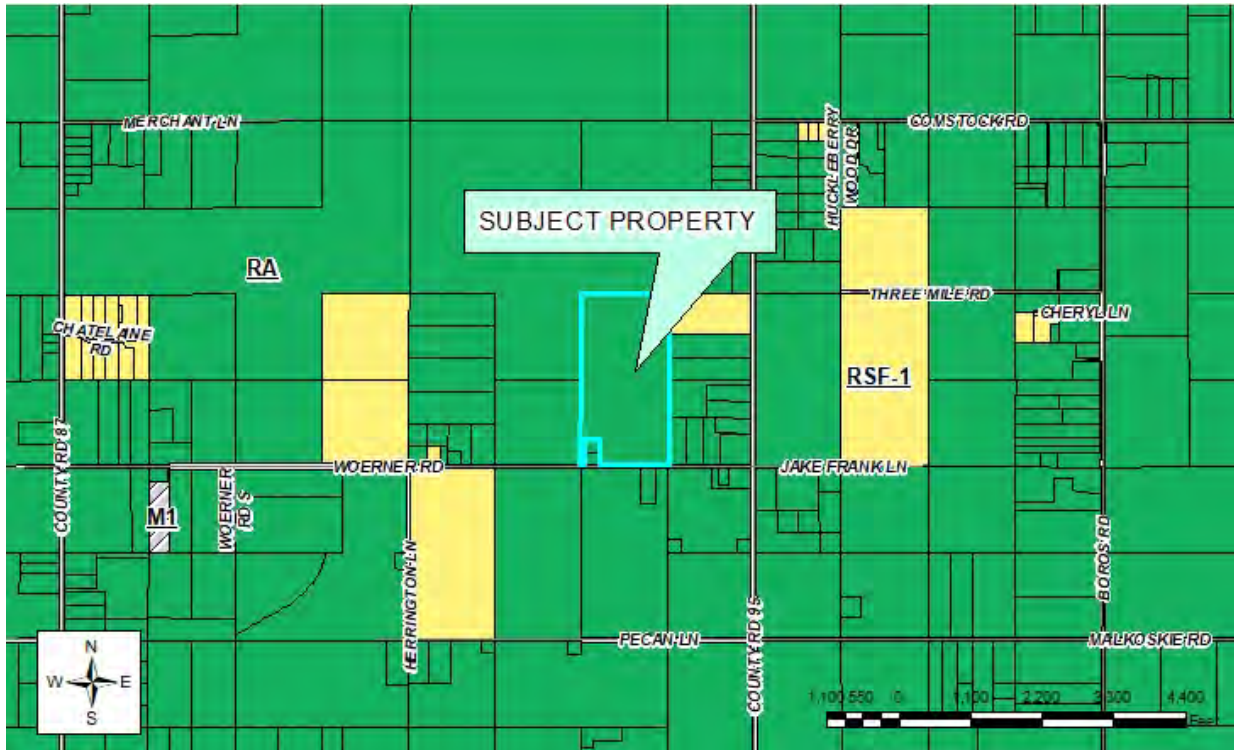 MERCHANT LN
COMSTOCK RD
HUCKLEBERRY
WOOD DR
SUBJECT PROPERTY
RA
THREE MILE RD
CHERYL LN
CHATELANE
RD
RSF-1
COUNTY RD 87
WOERNER RD
JAKE FRANK LN
M1
WOERNER
RD S
HERRINGTON LN
COUNTY RD 95
BOROS RD
PECAN LN
MALKOSKIE RD
N
W E
S
1,100 550 0 1,100 2,200 3,300 4,400
Feet